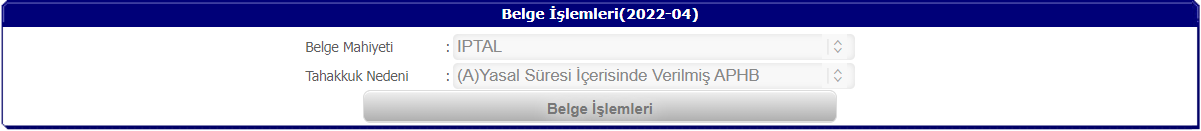 Belge İşlemleri(2022-04)
Belge Mahiyeti : IPTAL
Tahakkuk Nedeni : (A)Yasal Süresi İçerisinde Verilmiş APHB
Belge İşlemleri